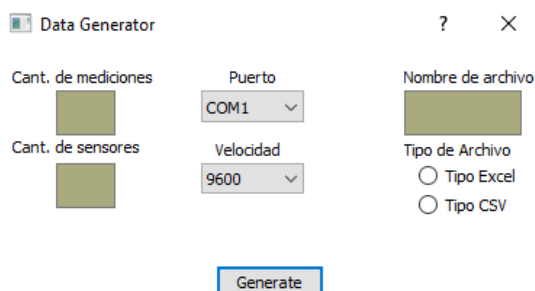 Data Generator
?
Cant. de mediciones
Puerto
Nombre de archivo
COM1
Cant. de sensores
Velocidad
Tipo de Archivo
9600
Tipo Excel
Tipo CSV
Generate